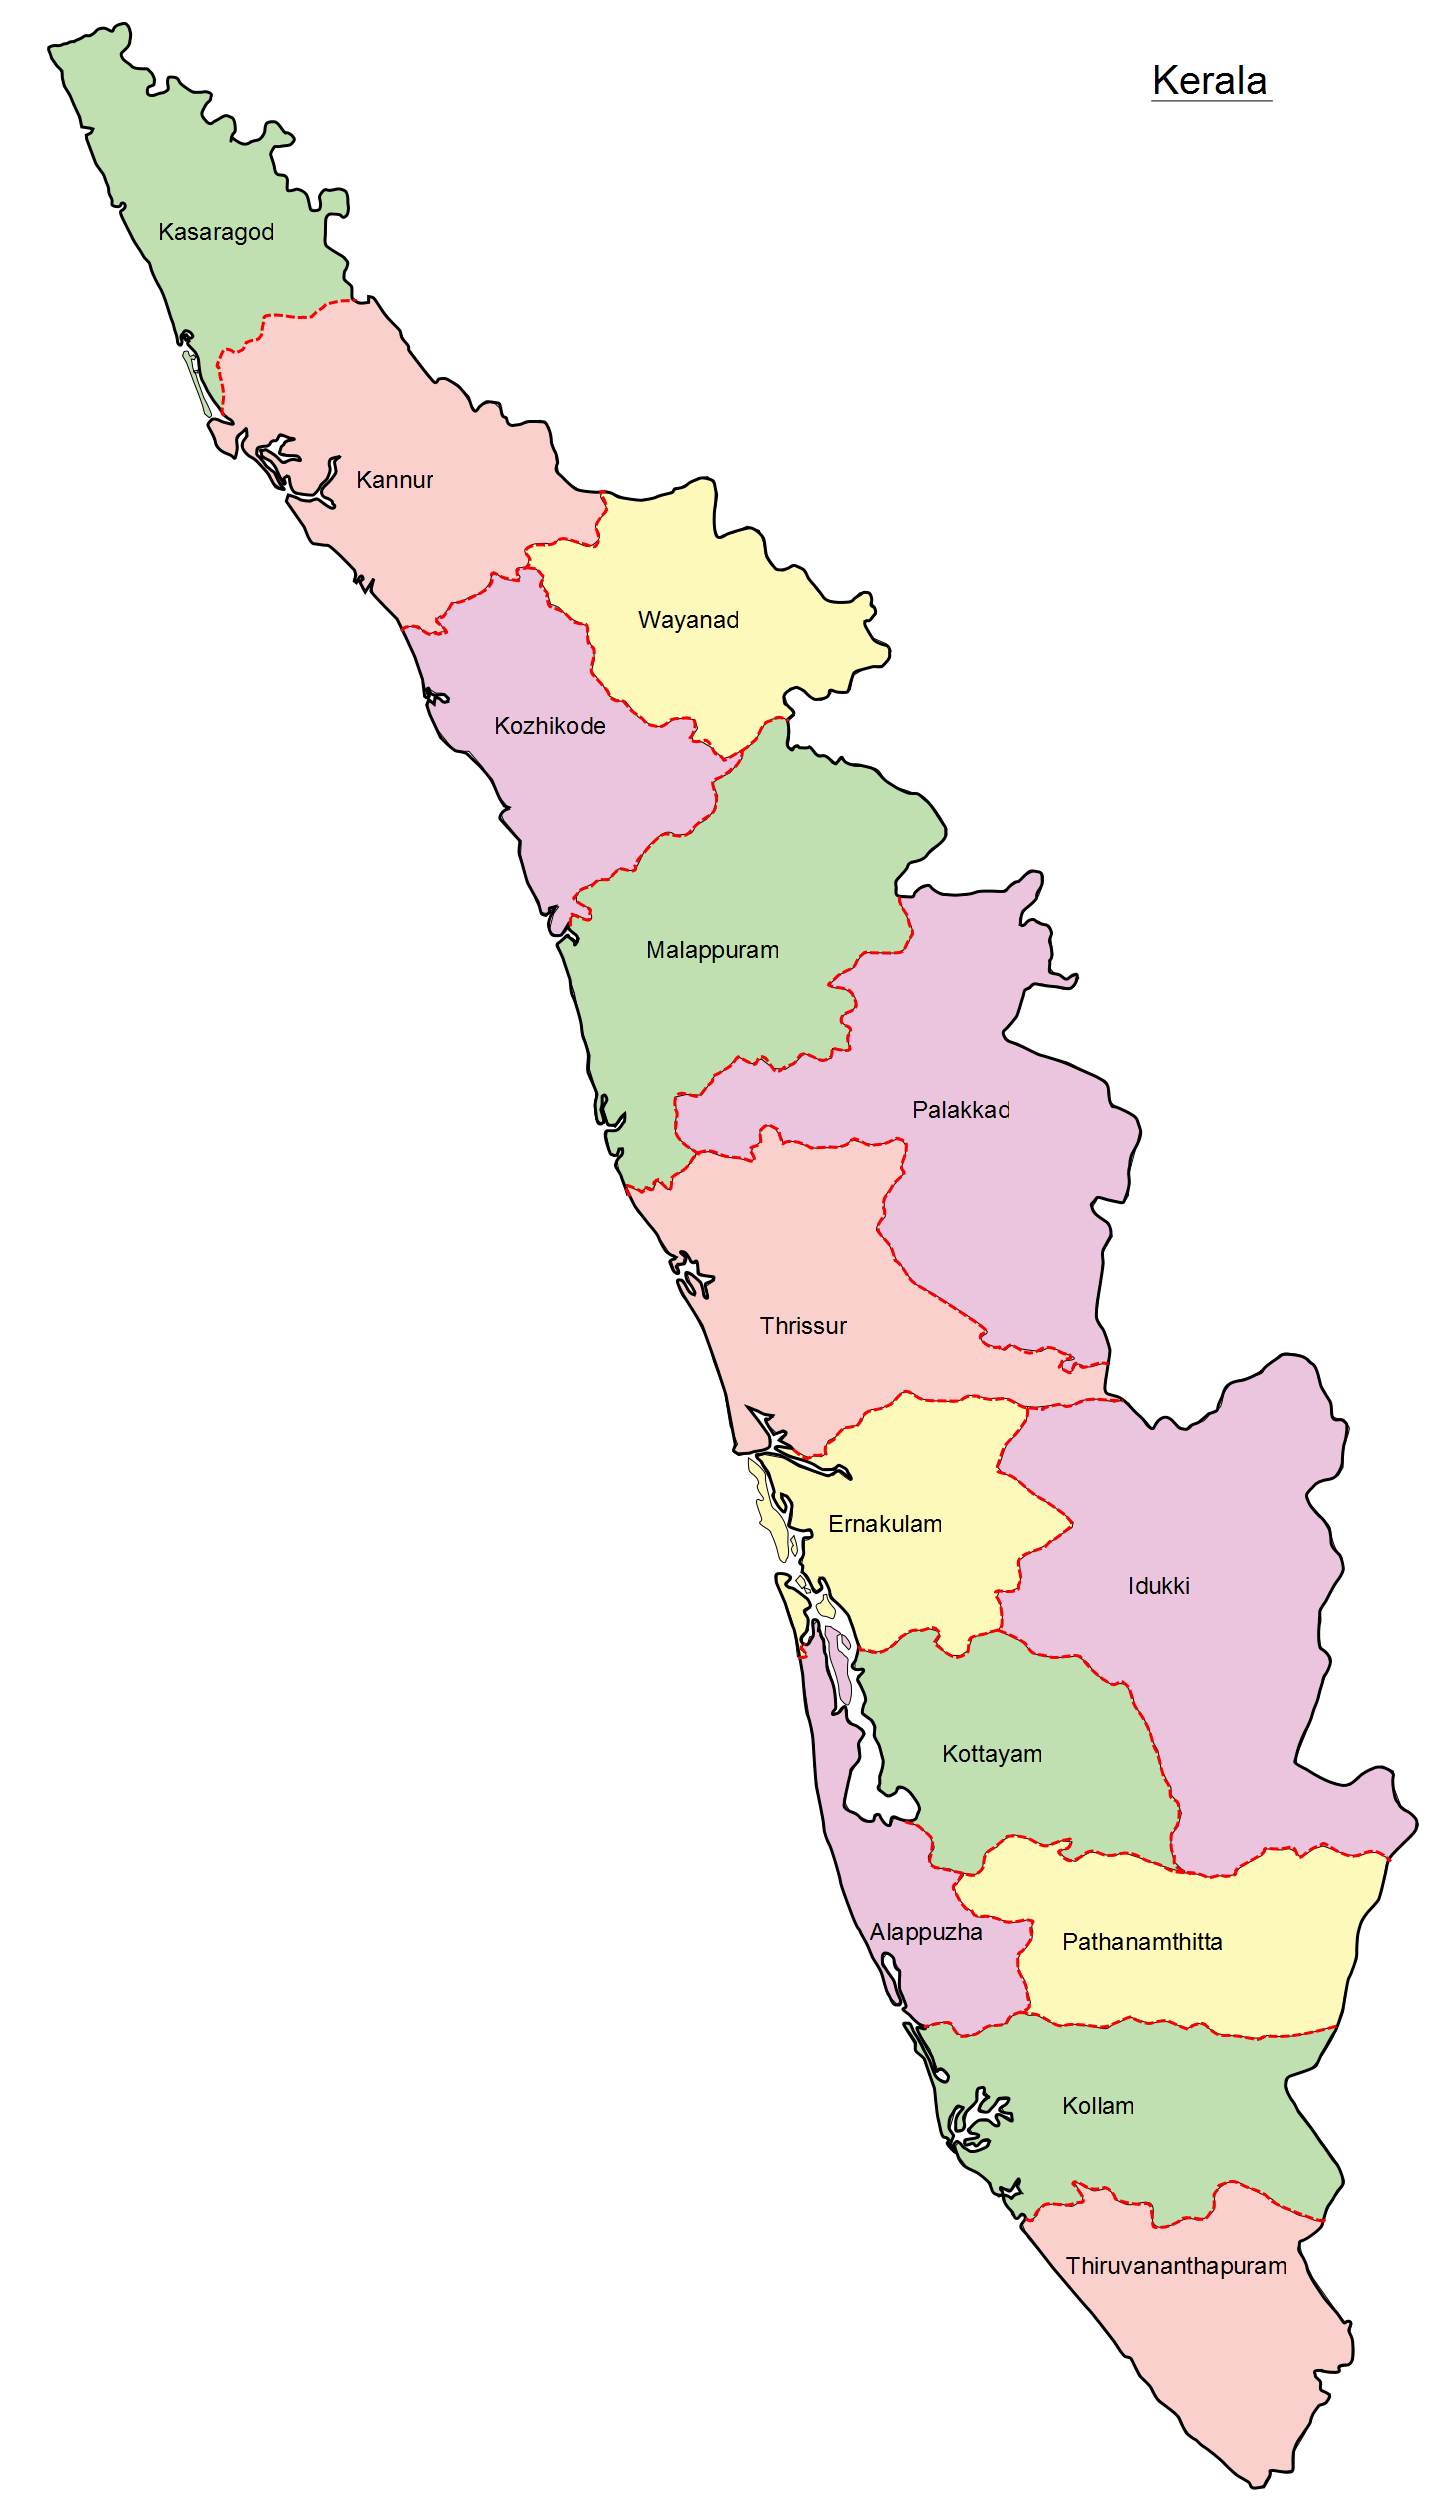 Kerala
Kasaragod
Kannur
Wayanad
Kozhikode
Malappuram
Palakkad
Thrissur
Ernakulam
Idukki
Kottayam
Alappuzha
Pathanamthitta
Kollam
Thiruvananthapuram